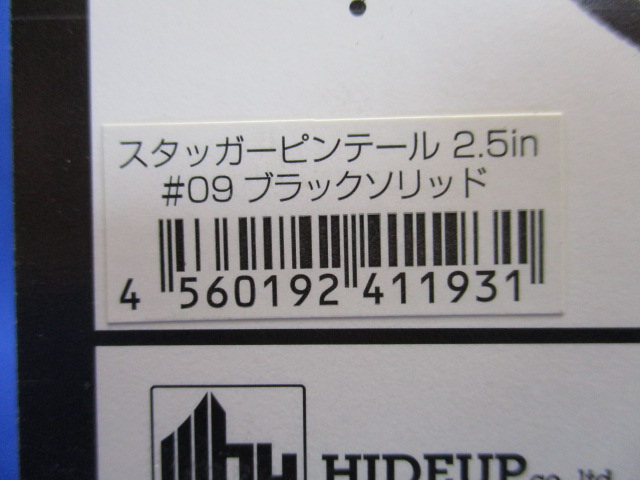 スタッガーピンテール 2.5in
#09 ブラックソリッド
4 560192 411931
HIDEUP co.,ltd.